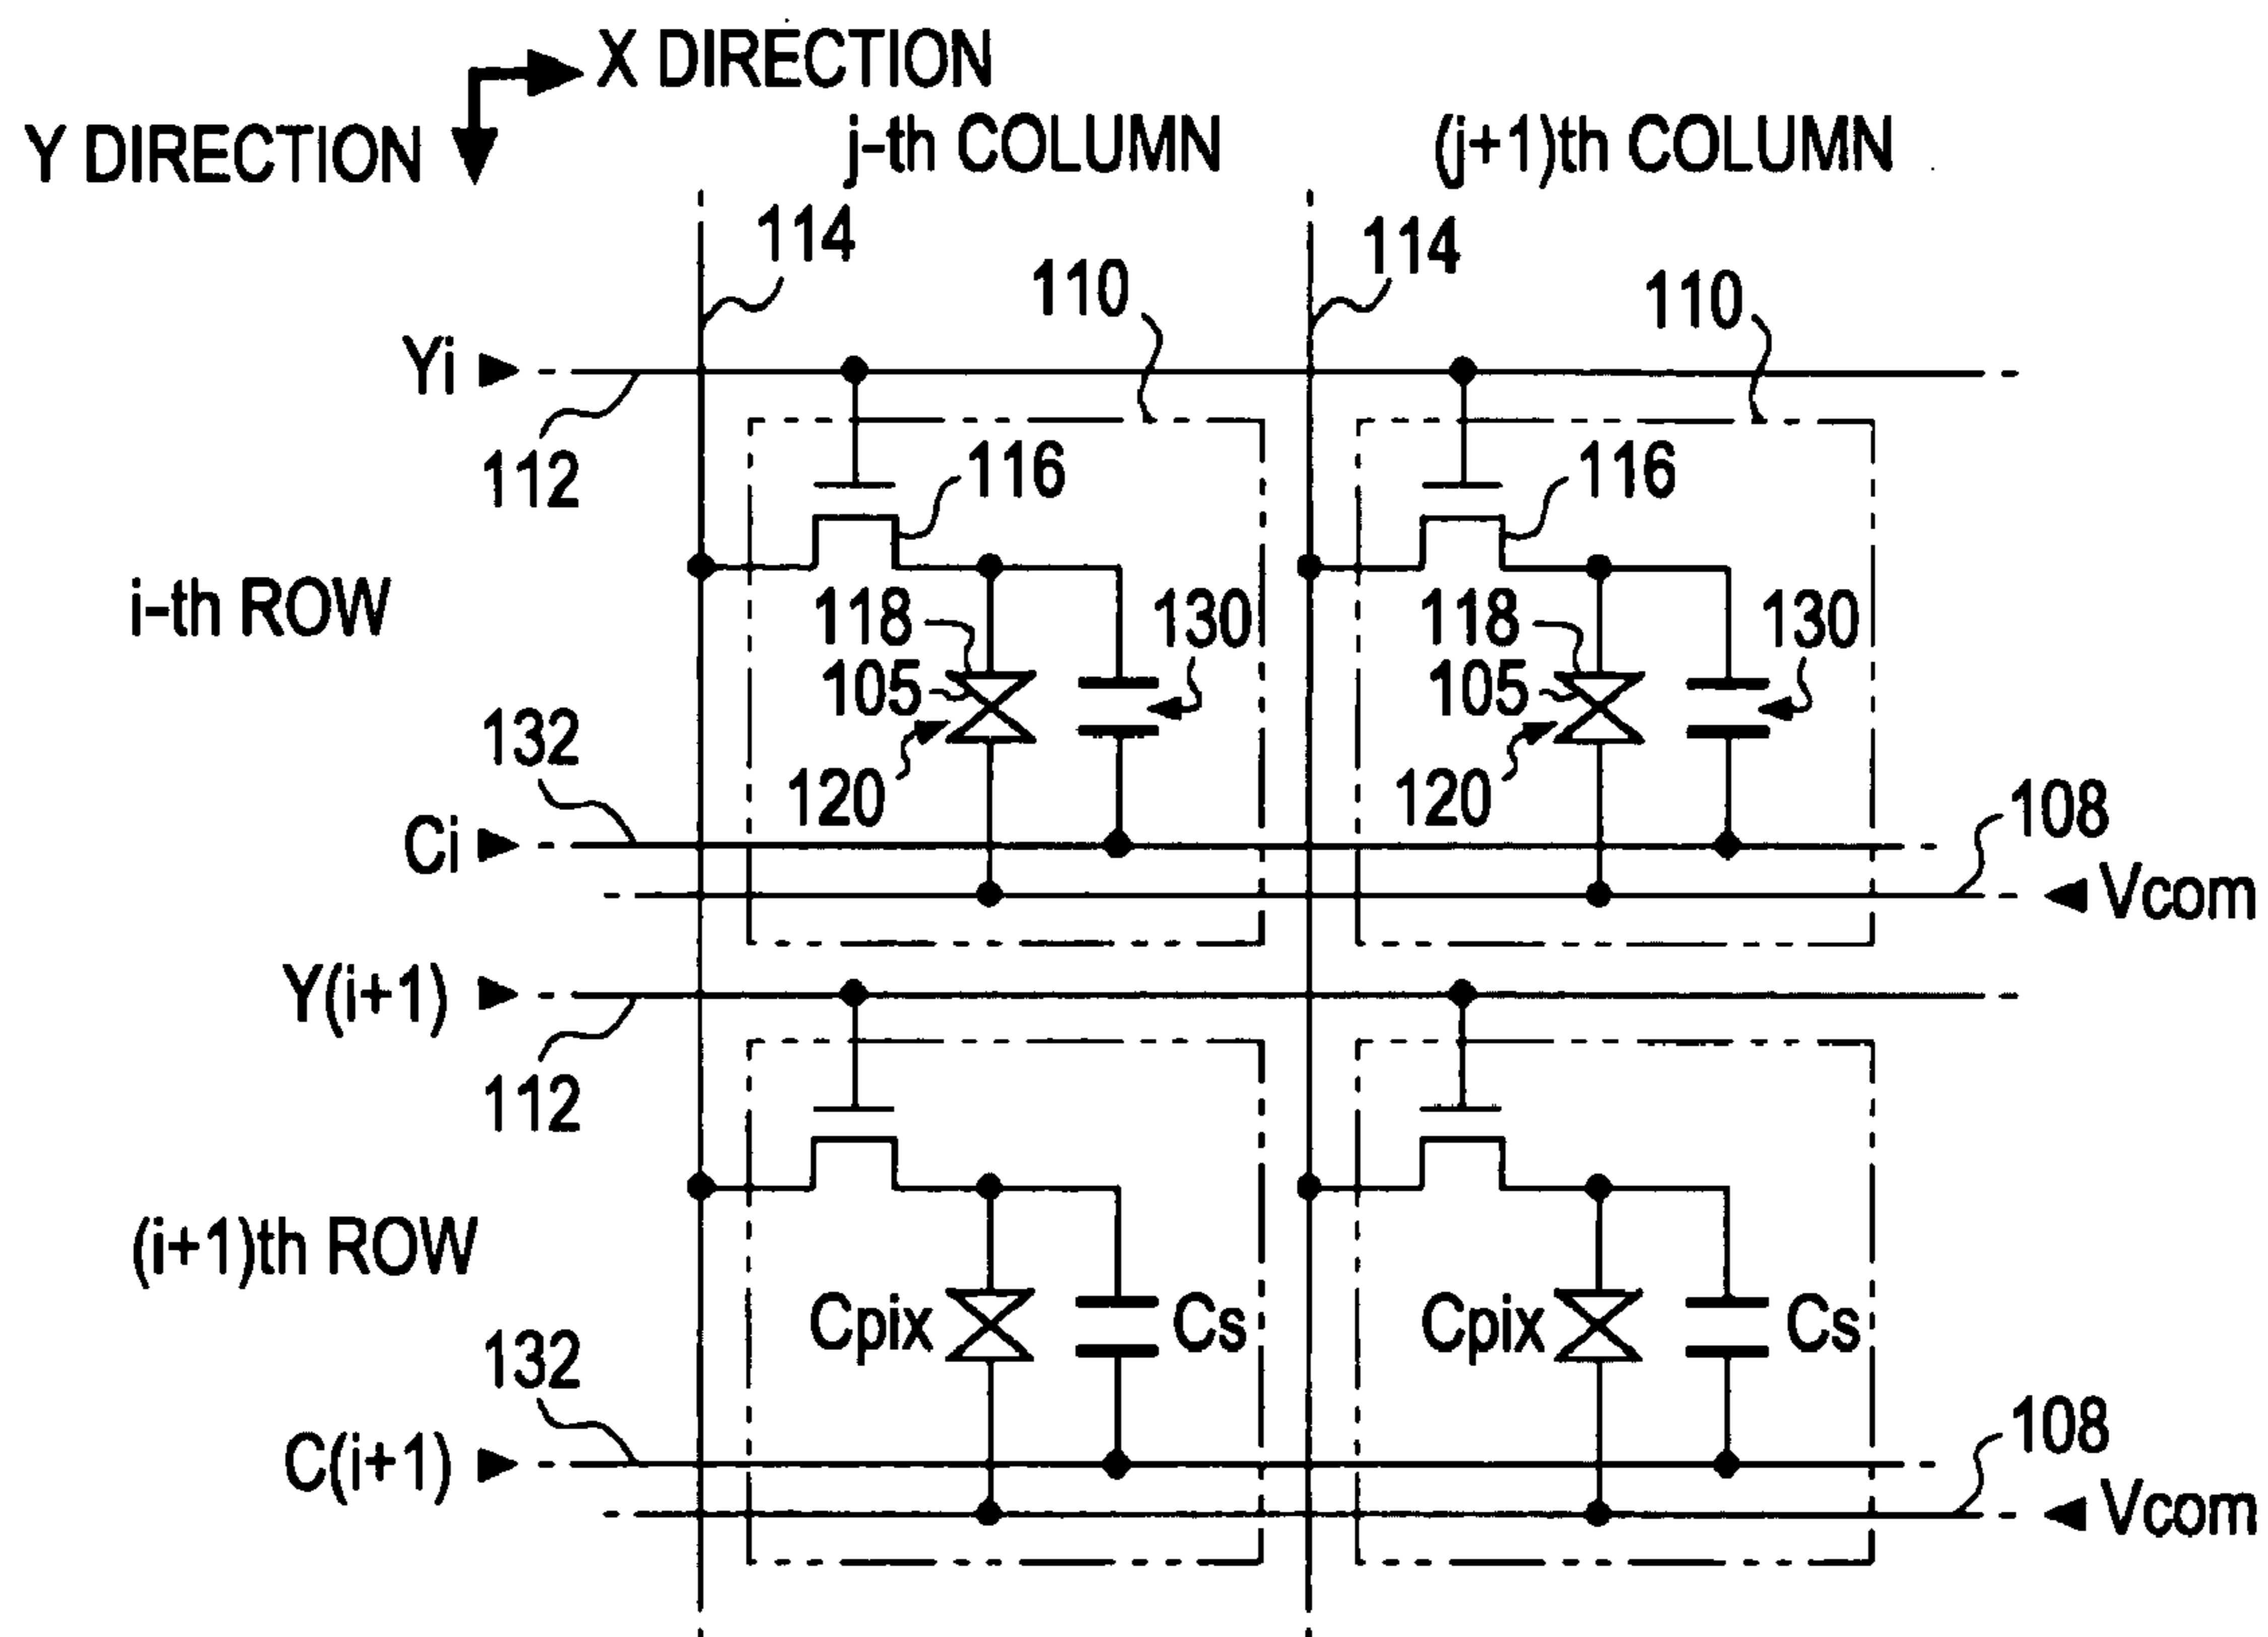 X DIRECTION
Y DIRECTION
j-th COLUMN
(j+1)th COLUMN
114
114
110
110
Yi
112
116
116
i-th ROW
118
130
118
130
105
105
132
120
120
108
Ci
Vcom
Y(i+1)
112
(i+1)th ROW
Cpix
Cs
Cpix
Cs
132
108
C(i+1)
Vcom